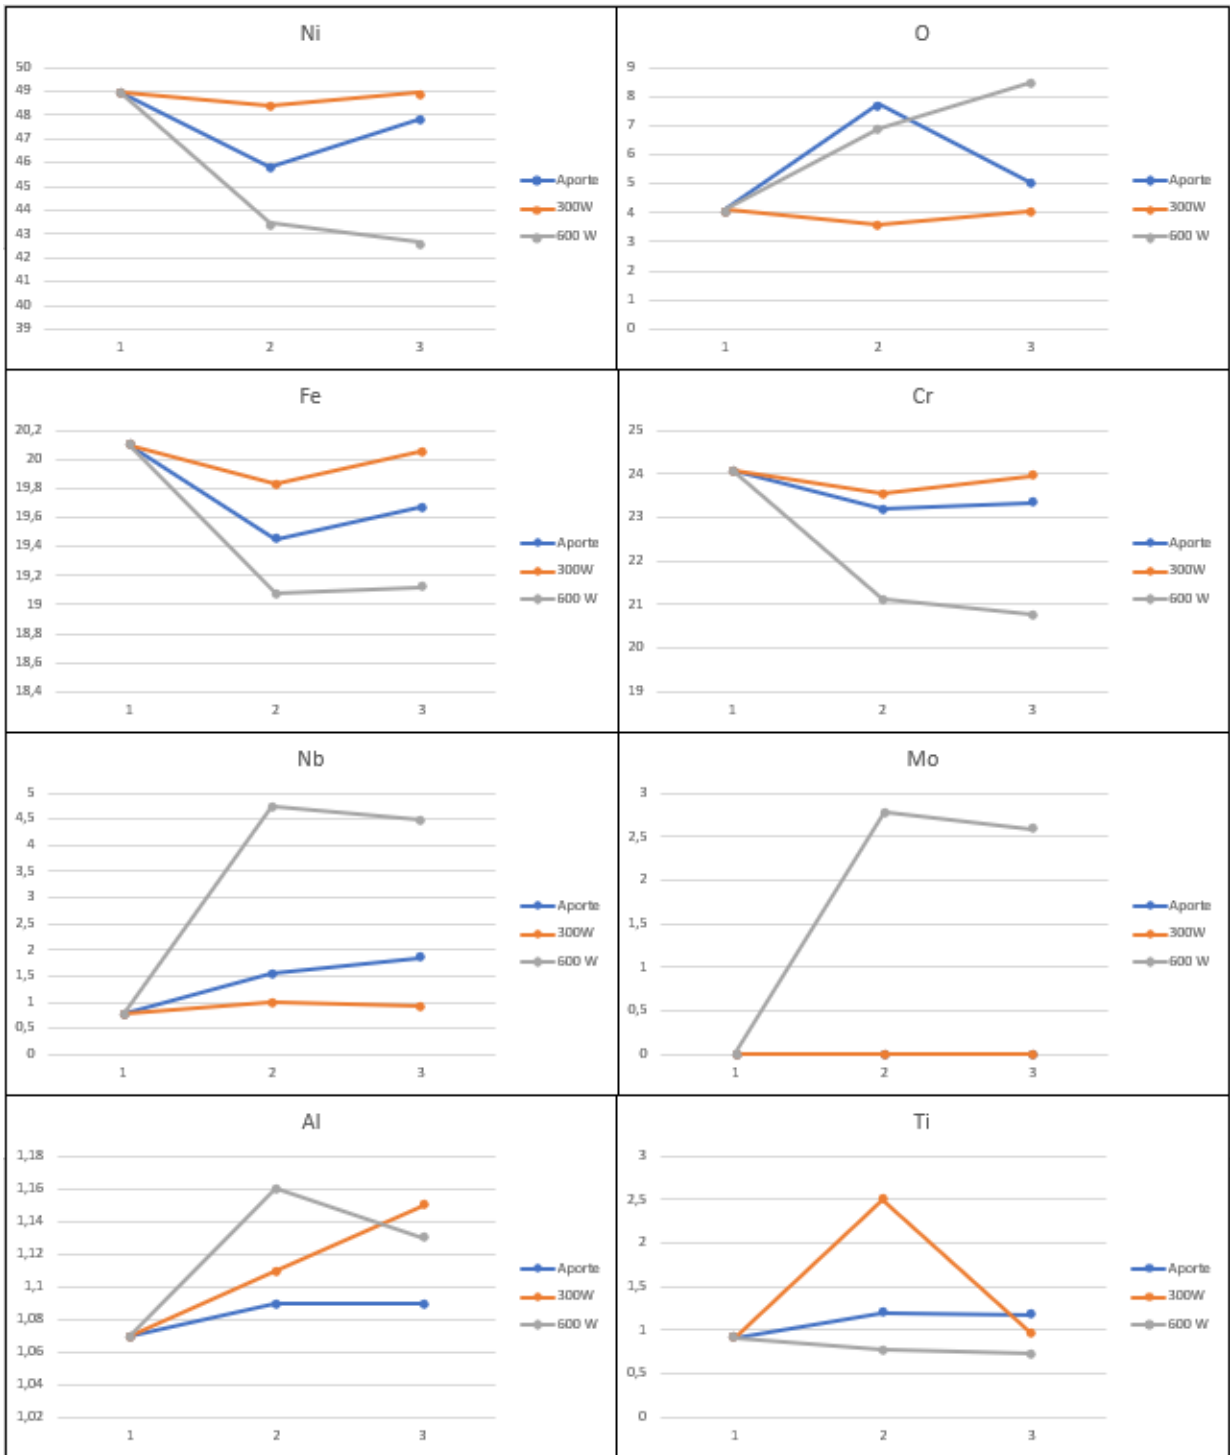 Ni
50
49
48
47
46
45
44
43
42
41
40
39
1 2 3
Aporte
300W
600 W
O
9
8
7
6
5
4
3
2
1
0
1 2 3
Aporte
300W
600 W
Fe
20,2
20
19,8
19,6
19,4
19,2
19
18,8
18,6
18,4
1 2 3
Aporte
300W
600 W
Cr
25
24
23
22
21
20
19
1 2 3
Aporte
300W
600 W
Nb
5
4,5
4
3,5
3
2,5
2
1,5
1
0,5
0
1 2 3
Aporte
300W
600 W
Mo
3
2,5
2
1,5
1
0,5
0
1 2 3
Aporte
300W
600 W
Al
1,18
1,16
1,14
1,12
1,1
1,08
1,06
1,04
1,02
1 2 3
Aporte
300W
600 W
Ti
3
2,5
2
1,5
1
0,5
0
1 2 3
Aporte
300W
600 W